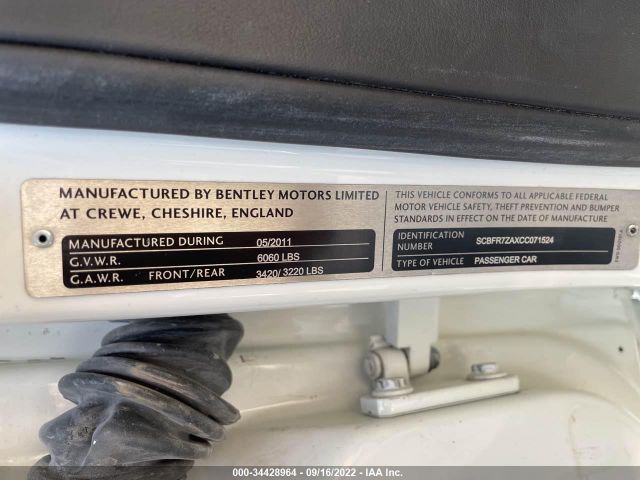 MANUFACTURED BY BENTLEY MOTORS LIMITED
AT CREWE, CHESHIRE, ENGLAND
MANUFACTURED DURING 05/2011
G.V.W.R. 6060 LBS
G.A.W.R. FRONT/REAR 3420/ 3220 LBS
THIS VEHICLE CONFORMS TO ALL APPLICABLE FEDERAL
MOTOR VEHICLE SAFETY, THEFT PREVENTION AND BUMPER
STANDARDS IN EFFECT ON THE DATE OF MANUFACTURE
IDENTIFICATION
NUMBER SCBFR7ZAXCC071524
TYPE OF VEHICLE PASSENGER CAR
000-34428964 - 09/16/2022 - IAA Inc.